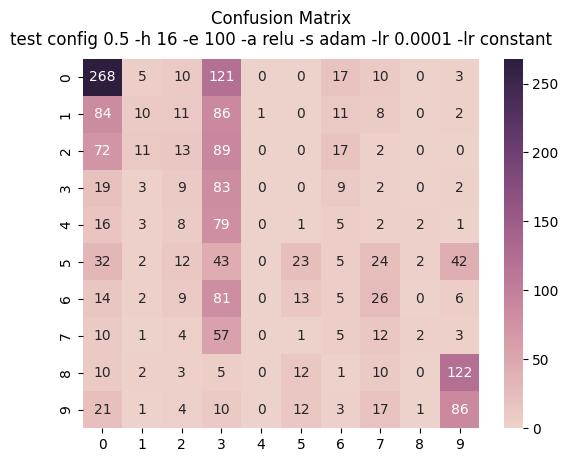 Confusion Matrix
test config 0.5 -h 16 -e 100 -a relu -s adam -lr 0.0001 -lr constant
0 268 5 10 121 0 0 17 10 0 3
1 84 10 11 86 1 0 11 8 0 2
2 72 11 13 89 0 0 17 2 0 0
3 19 3 9 83 0 0 9 2 0 2
4 16 3 8 79 0 1 5 2 2 1
5 32 2 12 43 0 23 5 24 2 42
6 14 2 9 81 0 13 5 26 0 6
7 10 1 4 57 0 1 5 12 2 3
8 10 2 3 5 0 12 1 10 0 122
9 21 1 4 10 0 12 3 17 1 86
0 1 2 3 4 5 6 7 8 9
250
200
150
100
50
0